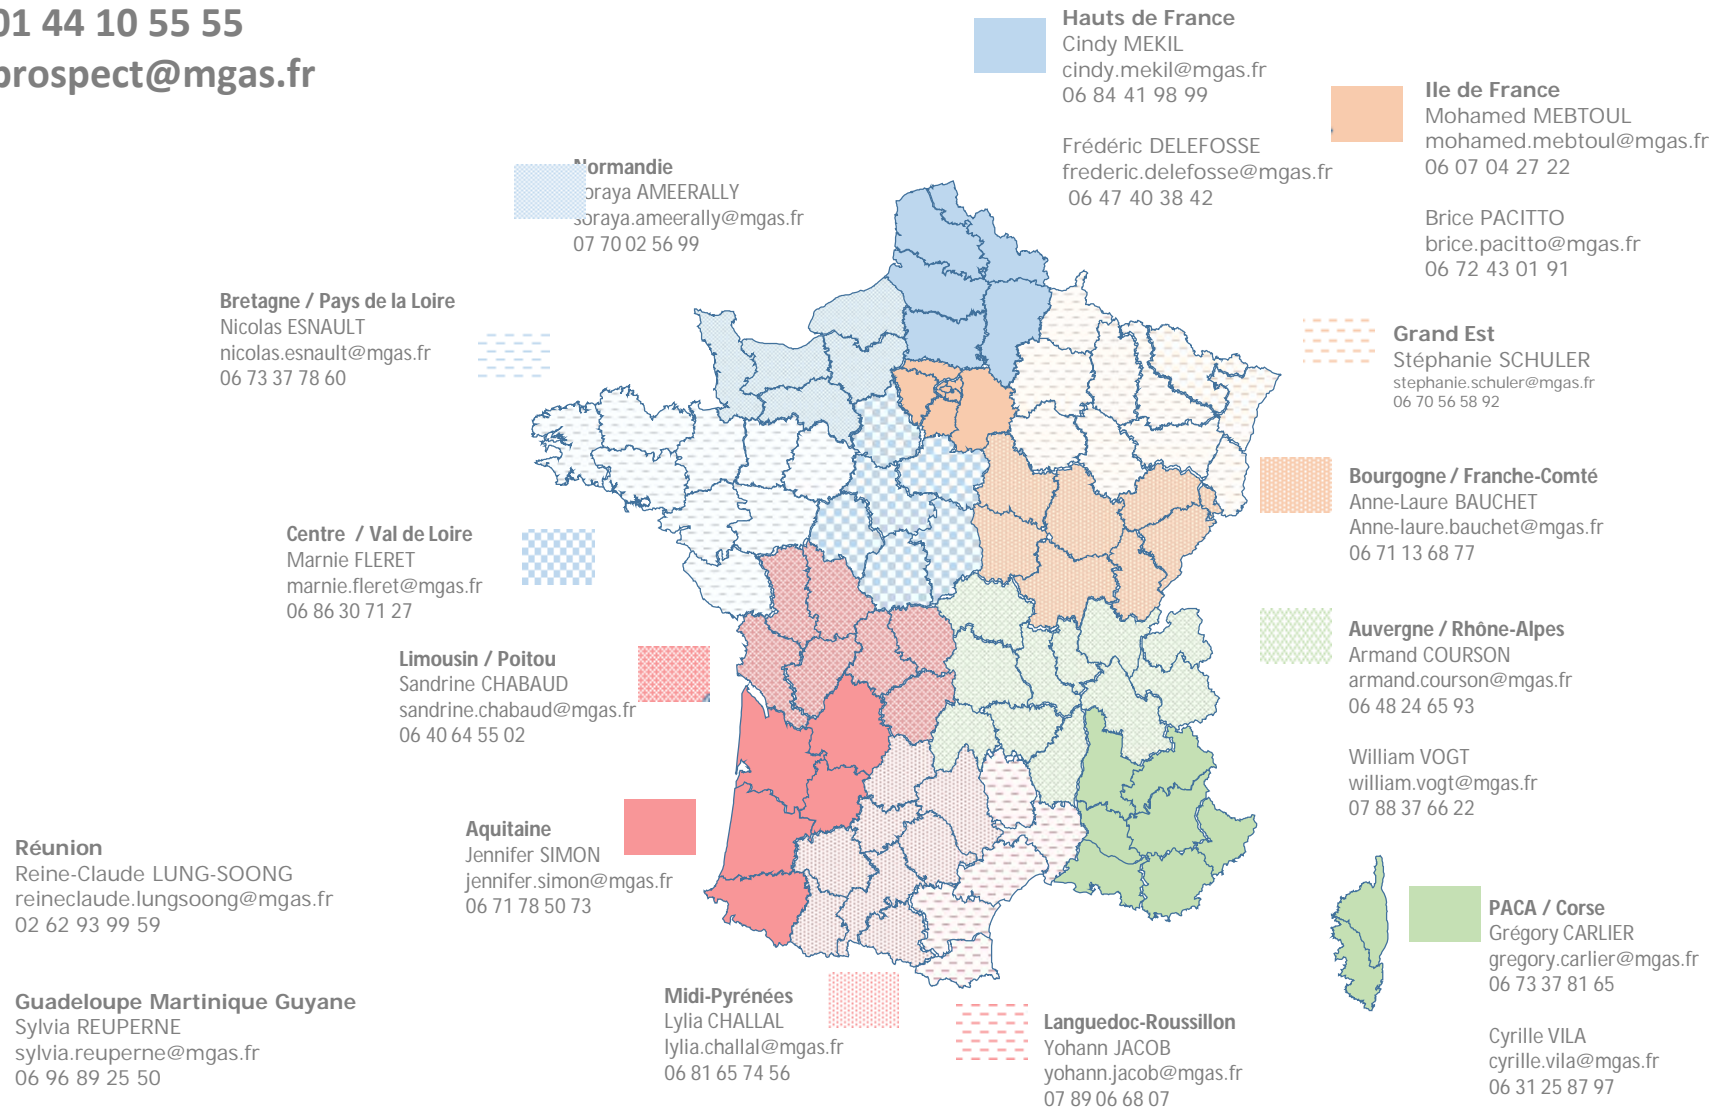 01 44 10 55 55
prospect@mgas.fr
Hauts de France
Cindy MEKIL
cindy.mekil@mgas.fr
06 84 41 98 99
Frédéric DELEFOSSE
frederic.delefosse@mgas.fr
06 47 40 38 42
Ile de France
Mohamed MEBTOUL
mohamed.mebtoul@mgas.fr
06 07 04 27 22
Brice PACITTO
brice.pacitto@mgas.fr
06 72 43 01 91
Normandie
Soraya AMEERALLY
soraya.ameerally@mgas.fr
07 70 02 56 99
Bretagne / Pays de la Loire
Nicolas ESNAULT
nicolas.esnault@mgas.fr
06 73 37 78 60
Grand Est
Stéphanie SCHULER
stephanie.schuler@mgas.fr
06 70 56 58 92
Bourgogne / Franche-Comté
Anne-Laure BAUCHET
Anne-laure.bauchet@mgas.fr
06 71 13 68 77
Centre / Val de Loire
Marnie FLERET
marnie.fleret@mgas.fr
06 86 30 71 27
Auvergne / Rhône-Alpes
Armand COURSON
armand.courson@mgas.fr
06 48 24 65 93
William VOGT
william.vogt@mgas.fr
07 88 37 66 22
Limousin / Poitou
Sandrine CHABAUD
sandrine.chabaud@mgas.fr
06 40 64 55 02
Aquitaine
Jennifer SIMON
jennifer.simon@mgas.fr
06 71 78 50 73
Réunion
Reine-Claude LUNG-SOONG
reineclaude.lungsoong@mgas.fr
02 62 93 99 59
PACA / Corse
Grégory CARLIER
gregory.carlier@mgas.fr
06 73 37 81 65
Cyrille VILA
cyrille.vila@mgas.fr
06 31 25 87 97
Guadeloupe Martinique Guyane
Sylvia REUPERNE
sylvia.reuperne@mgas.fr
06 96 89 25 50
Midi-Pyrénées
Lylia CHALLAL
lylia.challal@mgas.fr
06 81 65 74 56
Languedoc-Roussillon
Yohann JACOB
yohann.jacob@mgas.fr
07 89 06 68 07